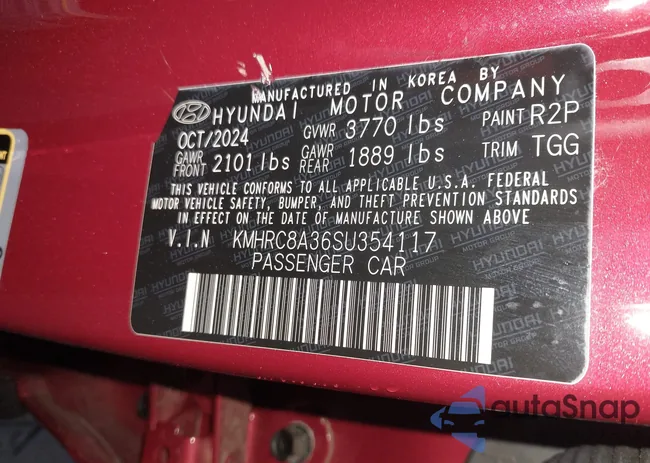 MANUFACTURED IN KOREA BY
HYUNDAI MOTOR COMPANY
OCT/2024 GVWR 3770 lbs PAINT R2P
GAWR FRONT 2101 lbs GAWR REAR 1889 lbs TRIM TGG
THIS VEHICLE CONFORMS TO ALL APPLICABLE U.S.A. FEDERAL
MOTOR VEHICLE SAFETY, BUMPER, AND THEFT PREVENTION STANDARDS
IN EFFECT ON THE DATE OF MANUFACTURE SHOWN ABOVE
V.I.N KMHRC8A36SU354117
PASSENGER CAR
autoSnap